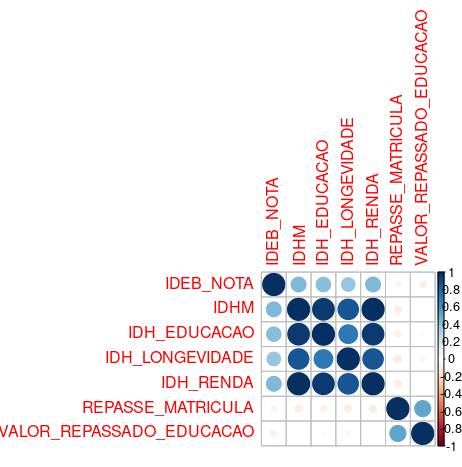 IDEB_NOTA
IDHM
IDH_EDUCACAO
IDH_LONGEVIDADE
IDH_RENDA
REPASSE_MATRICULA
VALOR_REPASSADO_EDUCACAO
IDEB_NOTA
IDHM
IDH_EDUCACAO
IDH_LONGEVIDADE
IDH_RENDA
REPASSE_MATRICULA
VALOR_REPASSADO_EDUCACAO
1
0.8
0.6
0.4
0.2
0
-0.2
-0.4
-0.6
-0.8
-1